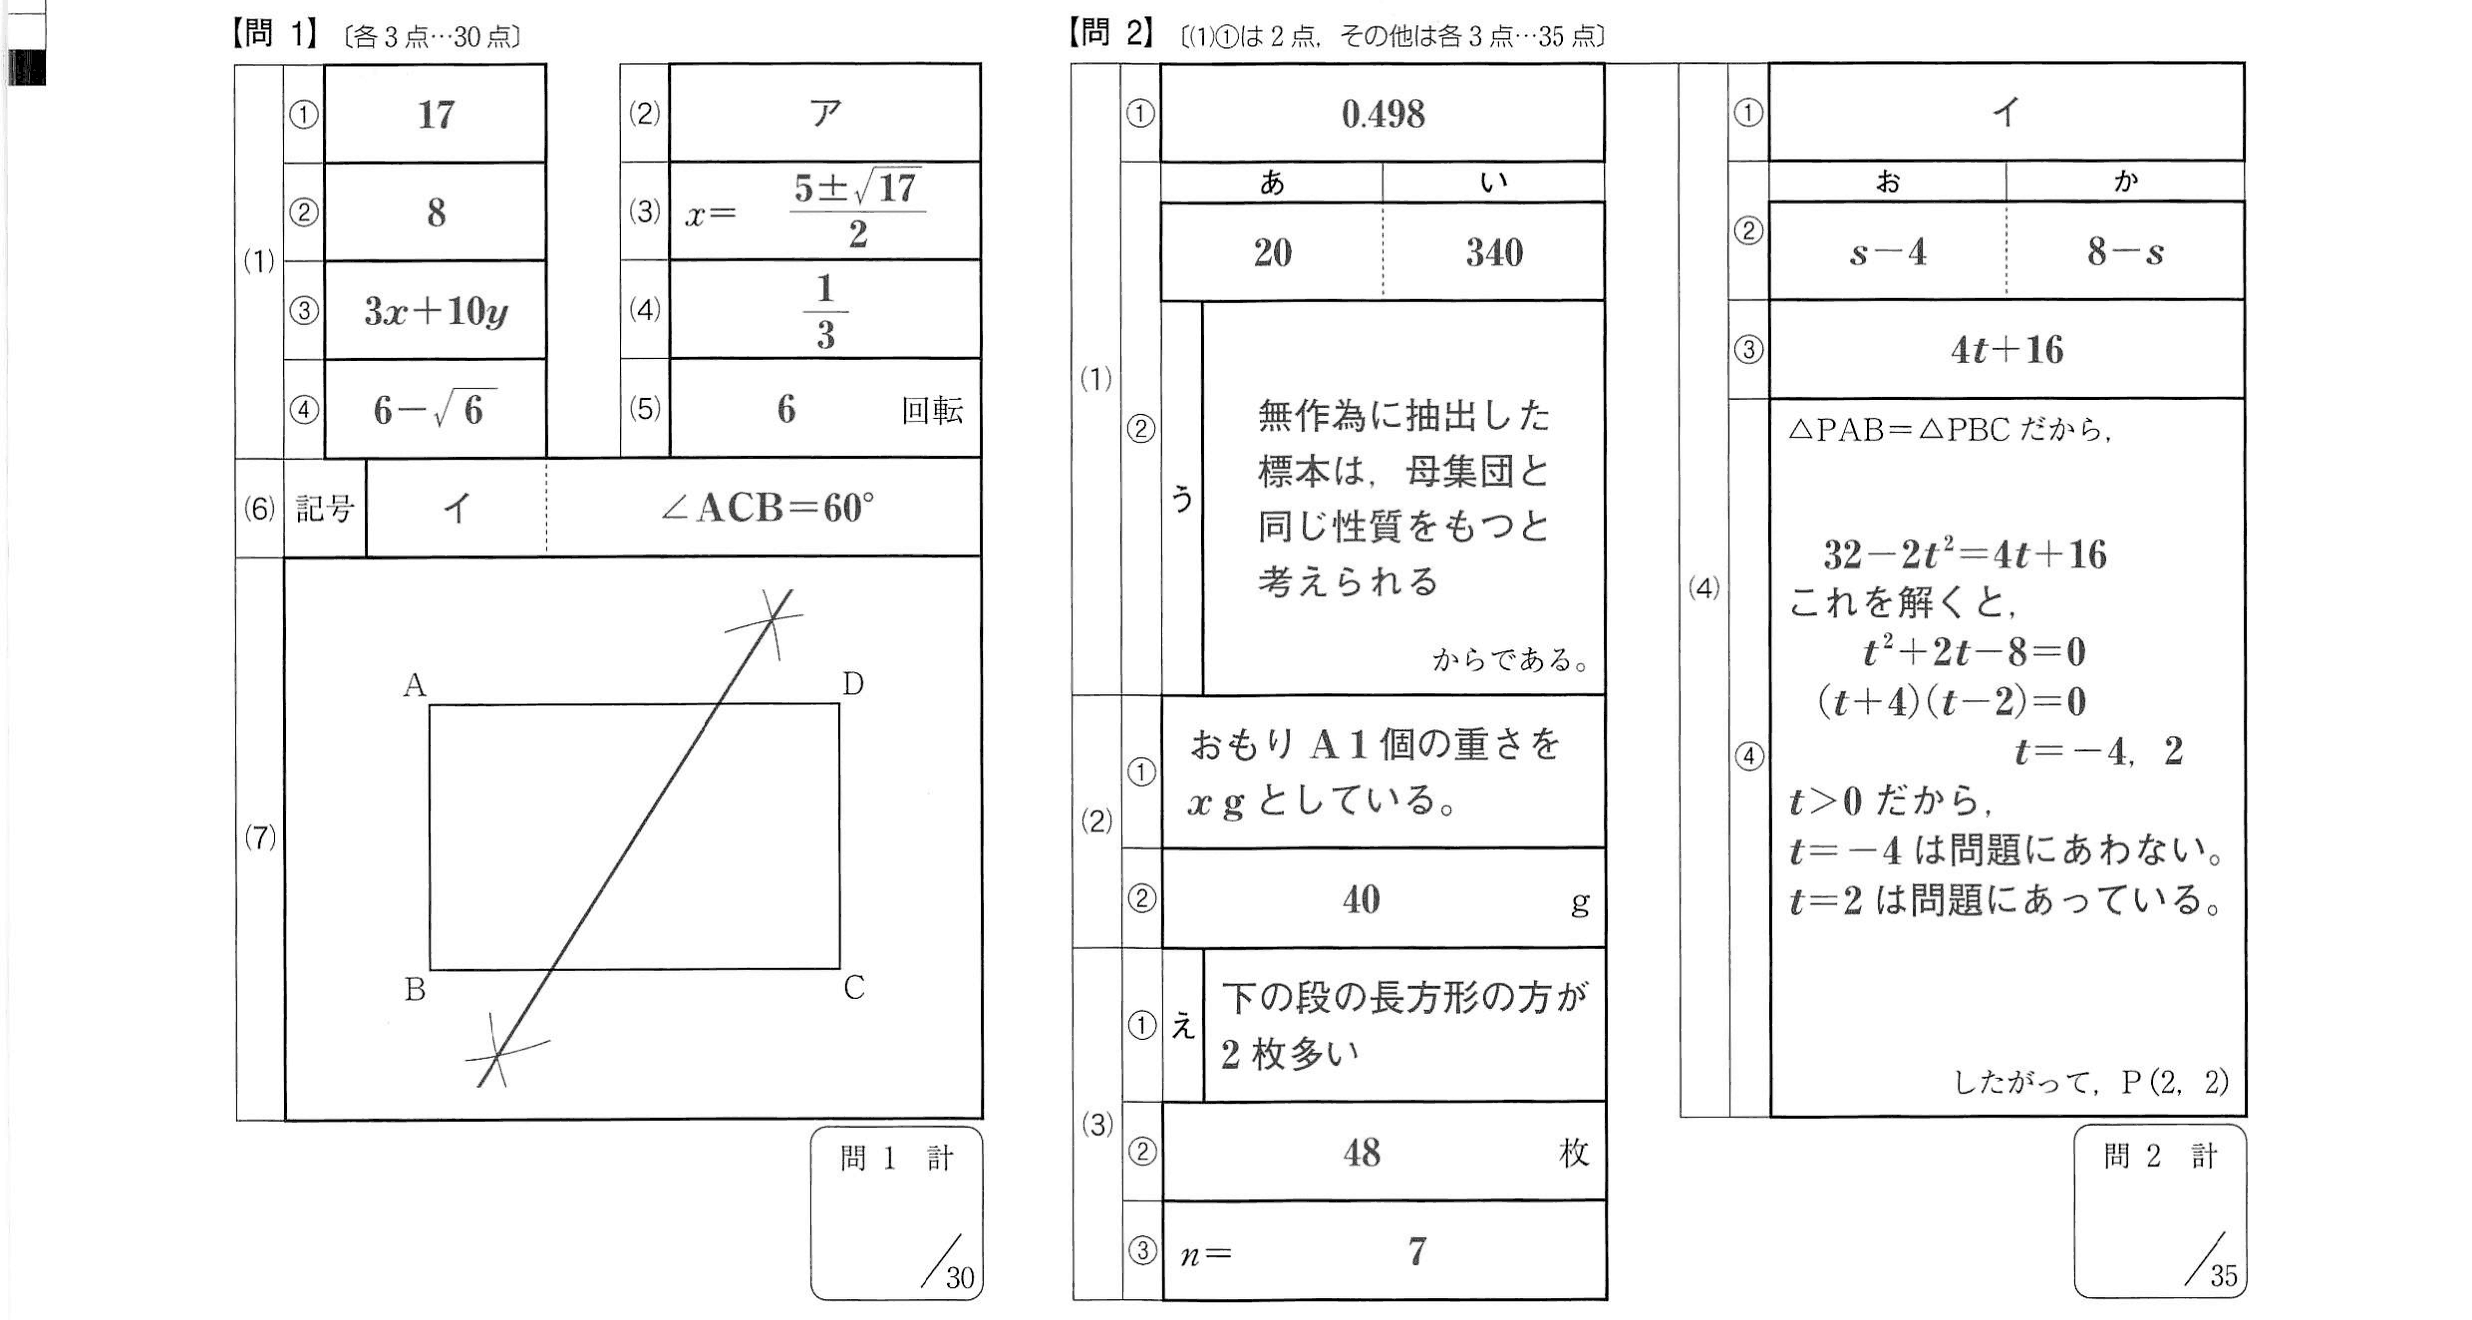 【問 1】〔各3点…30点〕
(1)
① 17
② 8
③ 3x＋10y
④ 6－√6
(2) ア
(3) x＝ (5±√17)/2
(4) 1/3
(5) 6 回転
(6) 記号 イ ∠ACB＝60°
(7)
A D
B C
問 1 計
／30
【問 2】〔(1)①は2点，その他は各3点…35点〕
(1)
① 0.498
②
あ い
20 340
う
無作為に抽出した
標本は，母集団と
同じ性質をもつと
考えられる
からである。
(2)
① おもり A 1 個の重さを
x g としている。
② 40 g
(3)
① え 下の段の長方形の方が
2 枚多い
② 48 枚
③ n＝ 7
(4)
① イ
②
お か
s－4 8－s
③ 4t＋16
④
△PAB＝△PBC だから，
32－2t²＝4t＋16
これを解くと，
t²＋2t－8＝0
(t＋4)(t－2)＝0
t＝－4，2
t＞0 だから，
t＝－4 は問題にあわない。
t＝2 は問題にあっている。
したがって，P(2，2)
問 2 計
／35